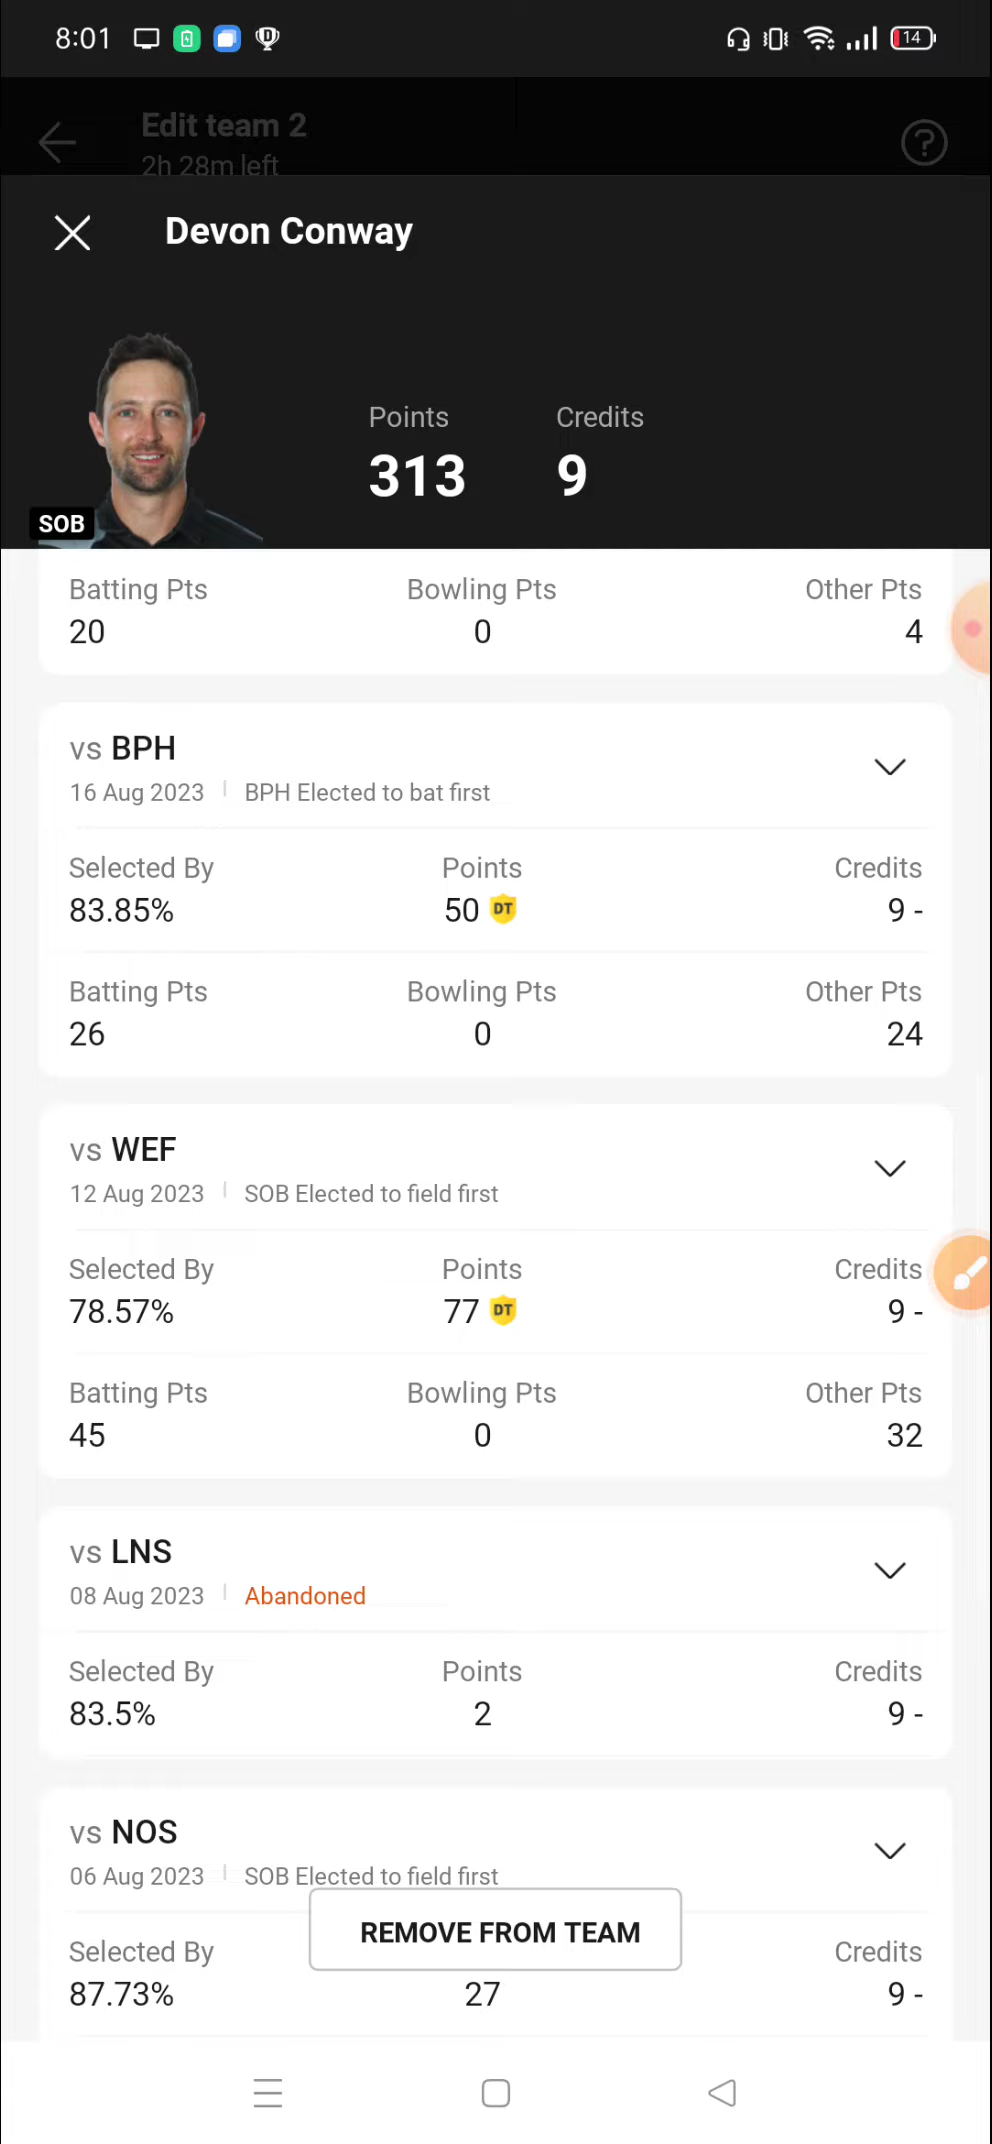 8:01
14
Edit team 2
2h 28m left
Devon Conway
Points Credits
313 9
SOB
Batting Pts Bowling Pts Other Pts
20 0 4
vs BPH
16 Aug 2023 BPH Elected to bat first
Selected By Points Credits
83.85% 50 DT 9 -
Batting Pts Bowling Pts Other Pts
26 0 24
vs WEF
12 Aug 2023 SOB Elected to field first
Selected By Points Credits
78.57% 77 DT 9 -
Batting Pts Bowling Pts Other Pts
45 0 32
vs LNS
08 Aug 2023 Abandoned
Selected By Points Credits
83.5% 2 9 -
vs NOS
06 Aug 2023 SOB Elected to field first
REMOVE FROM TEAM
Selected By Credits
87.73% 27 9 -